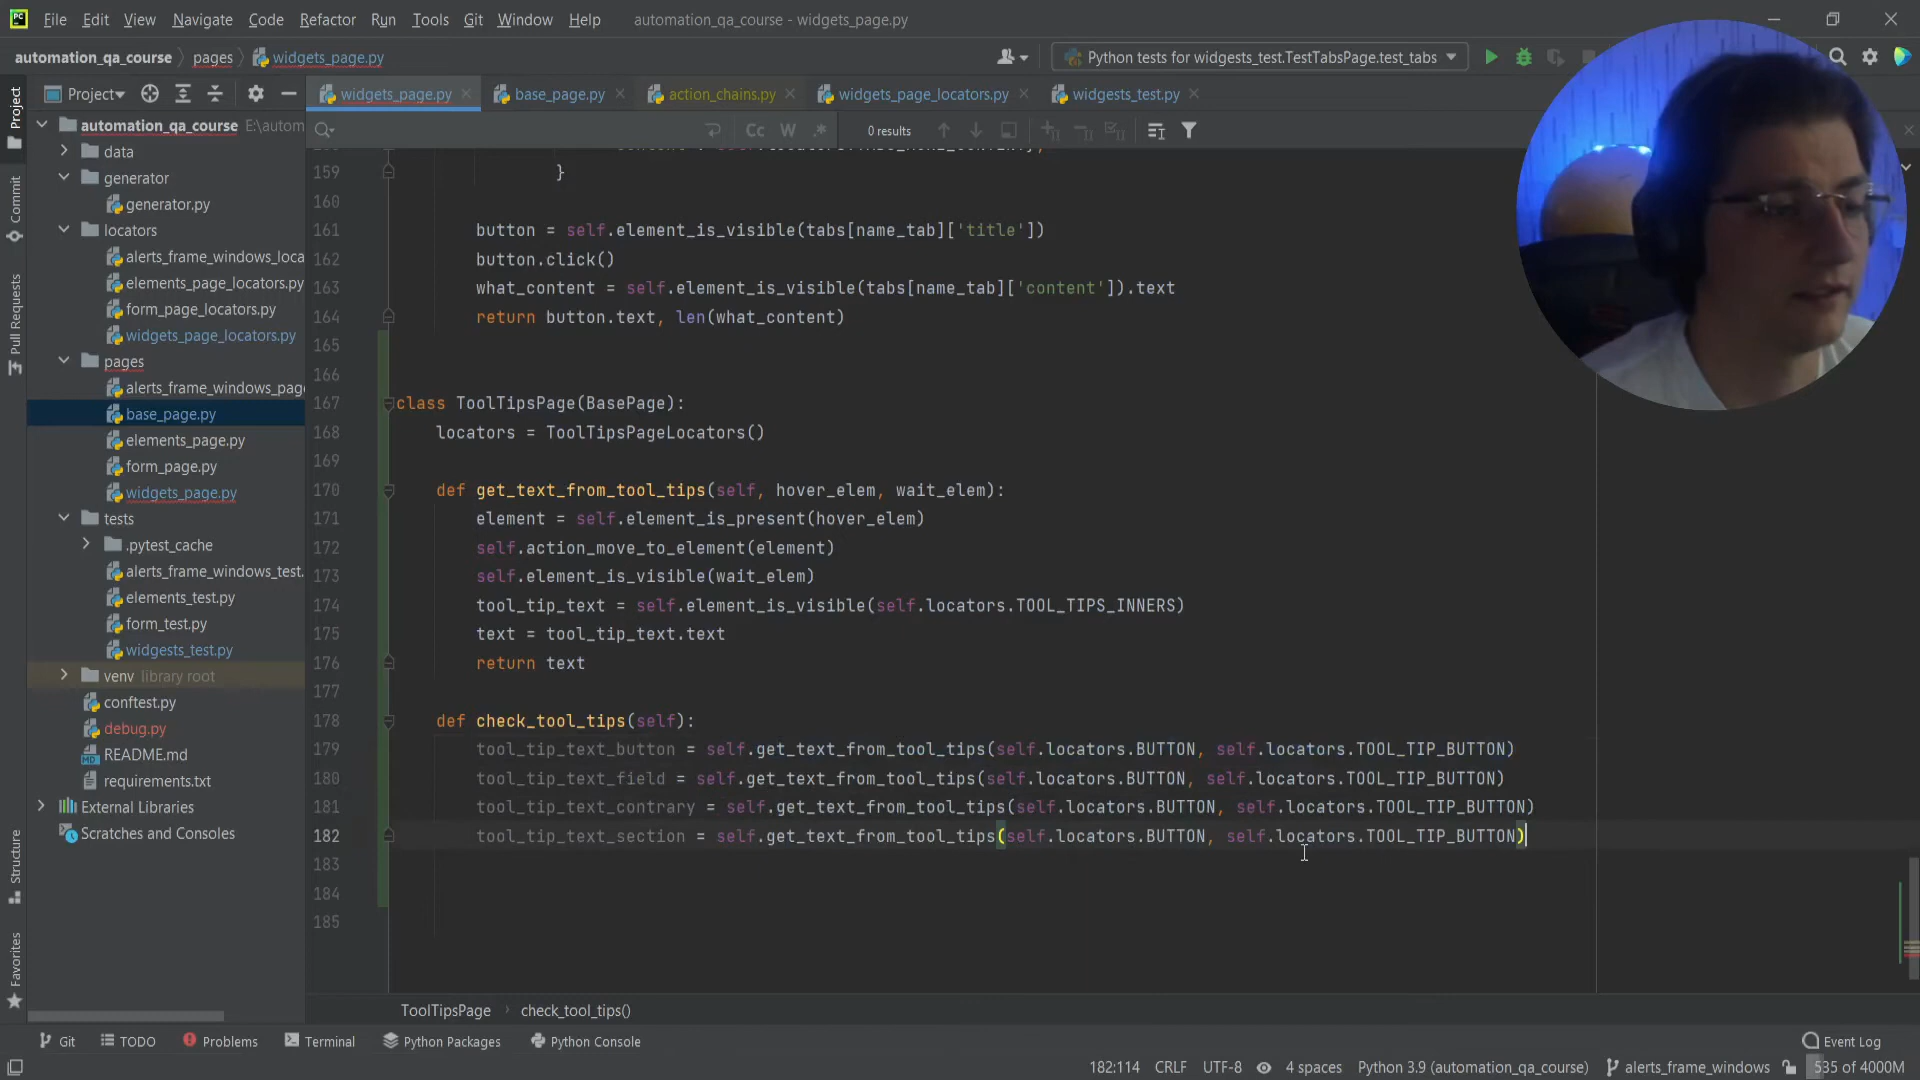 File Edit View Navigate Code Refactor Run Tools Git Window Help automation_qa_course - widgets_page.py
automation_qa_course pages widgets_page.py Python tests for widgests_test.TestTabsPage.test_tabs
Project widgets_page.py base_page.py action_chains.py widgets_page_locators.py widgests_test.py
automation_qa_course E:\autom
Cc W .* 0 results
data
159 }
generator
160
generator.py
161 button = self.element_is_visible(tabs[name_tab]['title'])
locators
162 button.click()
alerts_frame_windows_loca
163 what_content = self.element_is_visible(tabs[name_tab]['content']).text
elements_page_locators.py
164 return button.text, len(what_content)
form_page_locators.py
165
widgets_page_locators.py
166
pages
167 class ToolTipsPage(BasePage):
alerts_frame_windows_pag
168 locators = ToolTipsPageLocators()
base_page.py
169
elements_page.py
170 def get_text_from_tool_tips(self, hover_elem, wait_elem):
form_page.py
171 element = self.element_is_present(hover_elem)
widgets_page.py
172 self.action_move_to_element(element)
tests
173 self.element_is_visible(wait_elem)
.pytest_cache
174 tool_tip_text = self.element_is_visible(self.locators.TOOL_TIPS_INNERS)
alerts_frame_windows_test.
175 text = tool_tip_text.text
elements_test.py
176 return text
form_test.py
177
widgests_test.py
178 def check_tool_tips(self):
venv library root
179 tool_tip_text_button = self.get_text_from_tool_tips(self.locators.BUTTON, self.locators.TOOL_TIP_BUTTON)
conftest.py
180 tool_tip_text_field = self.get_text_from_tool_tips(self.locators.BUTTON, self.locators.TOOL_TIP_BUTTON)
debug.py
181 tool_tip_text_contrary = self.get_text_from_tool_tips(self.locators.BUTTON, self.locators.TOOL_TIP_BUTTON)
README.md
182 tool_tip_text_section = self.get_text_from_tool_tips(self.locators.BUTTON, self.locators.TOOL_TIP_BUTTON)
requirements.txt
183
External Libraries
184
Scratches and Consoles
185
Project
Commit
Pull Requests
Structure
Favorites
ToolTipsPage check_tool_tips()
Git TODO Problems Terminal Python Packages Python Console Event Log
182:114 CRLF UTF-8 4 spaces Python 3.9 (automation_qa_course) alerts_frame_windows 535 of 4000M